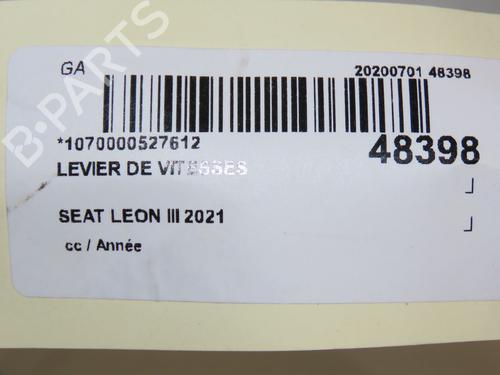 GA
20200701 48398
*1070000527612
48398
LEVIER DE VITESSES
SEAT LEON III 2021
cc / Année
B-PARTS